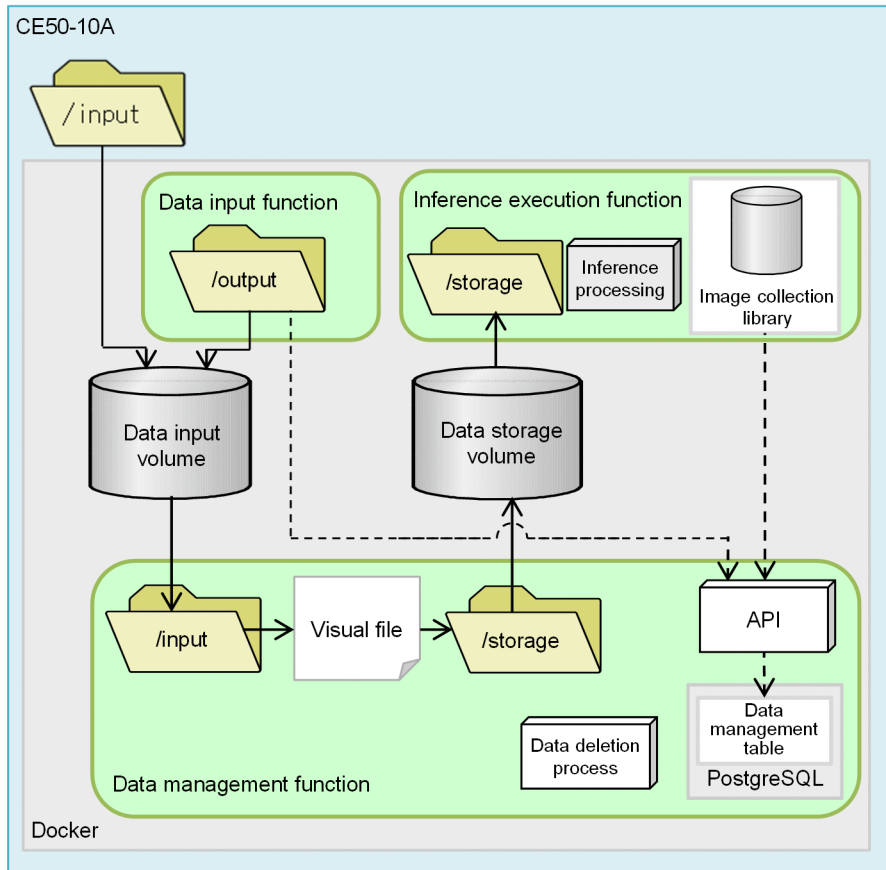 CE50-10A
/input
Data input function
/output
Inference execution function
/storage
Inference
processing
Image collection
library
Data input
volume
Data storage
volume
/input
Visual file
/storage
API
Data
management
table
PostgreSQL
Data deletion
process
Data management function
Docker